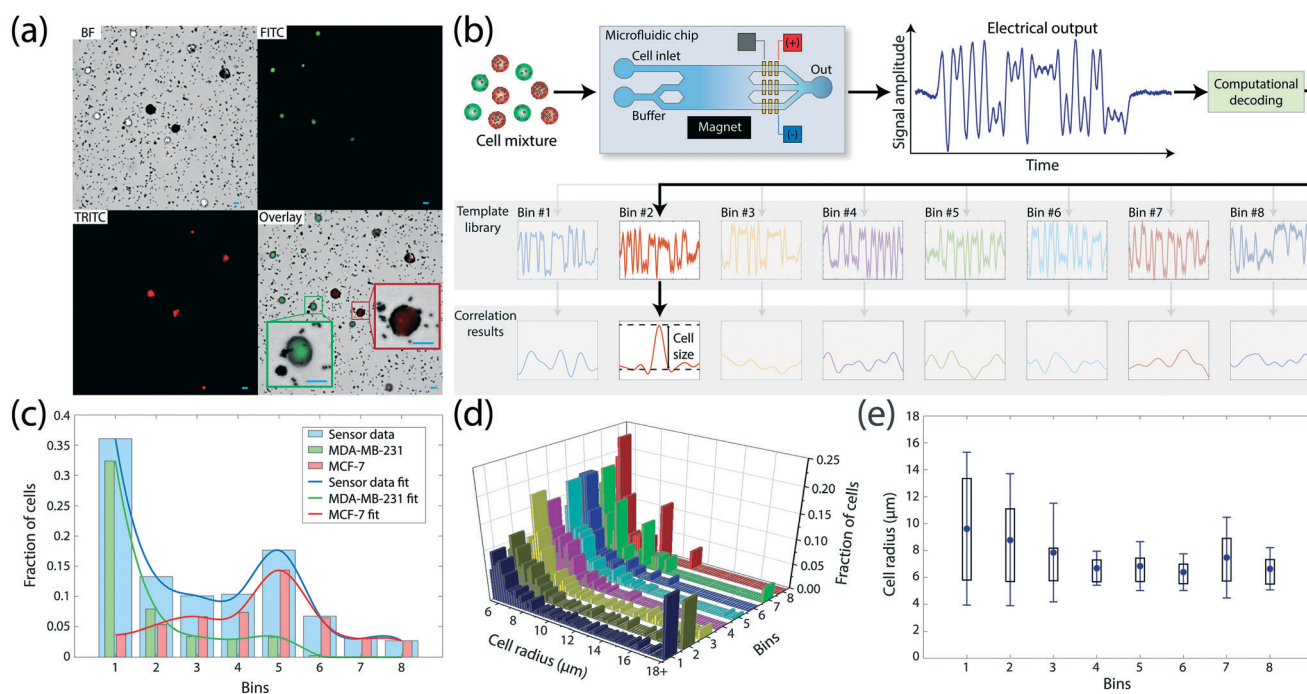 (a)
BF
FITC
TRITC
Overlay
(b)
Cell mixture
Microfluidic chip
Cell inlet
Buffer
Magnet
(+)
(-)
Out
Electrical output
Signal amplitude
Time
Computational
decoding
Template
library
Bin #1 Bin #2 Bin #3 Bin #4 Bin #5 Bin #6 Bin #7 Bin #8
Correlation
results
Cell
size
(c)
Fraction of cells
0.4
0.35
0.3
0.25
0.2
0.15
0.1
0.05
0
1 2 3 4 5 6 7 8
Bins
Sensor data
MDA-MB-231
MCF-7
Sensor data fit
MDA-MB-231 fit
MCF-7 fit
(d)
0.25
0.20
0.15
0.10
0.05
0.00
Fraction of cells
6 8 10 12 14 16 18+
Cell radius (μm)
1 2 3 4 5 6 7 8
Bins
(e)
Cell radius (μm)
18
16
14
12
10
8
6
4
2
0
1 2 3 4 5 6 7 8
Bins